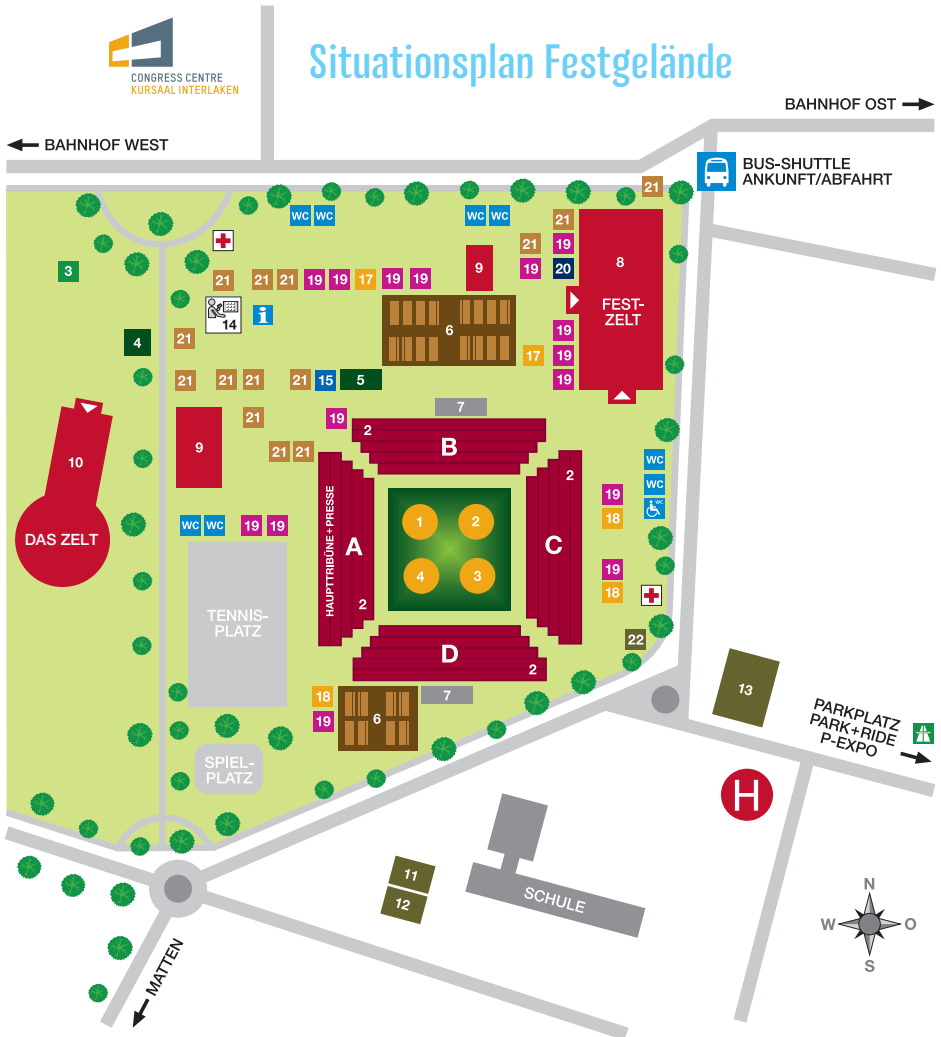 CONGRESS CENTRE
KURSAAL INTERLAKEN
Situationsplan Festgelände
BAHNHOF OST
BAHNHOF WEST
BUS-SHUTTLE
ANKUNFT/ABFAHRT
21
WC WC
WC WC
21
21
19
3
9
19
20
8
FEST-
ZELT
21
21
21
19
19
17
19
19
14
i
6
19
4
21
17
19
21
21
21
21
15
5
19
7
21
19
2
B
10
9
21
21
2
WC
WC
19
18
HAUPTTRIBÜNE + PRESSE
A
2
1
2
4
3
C
DAS ZELT
WC WC
19
19
19
18
TENNIS-
PLATZ
D
2
22
18
19
6
7
13
PARKPLATZ
PARK+RIDE
P-EXPO
SPIEL-
PLATZ
H
11
12
SCHULE
N
W
O
S
MATTEN